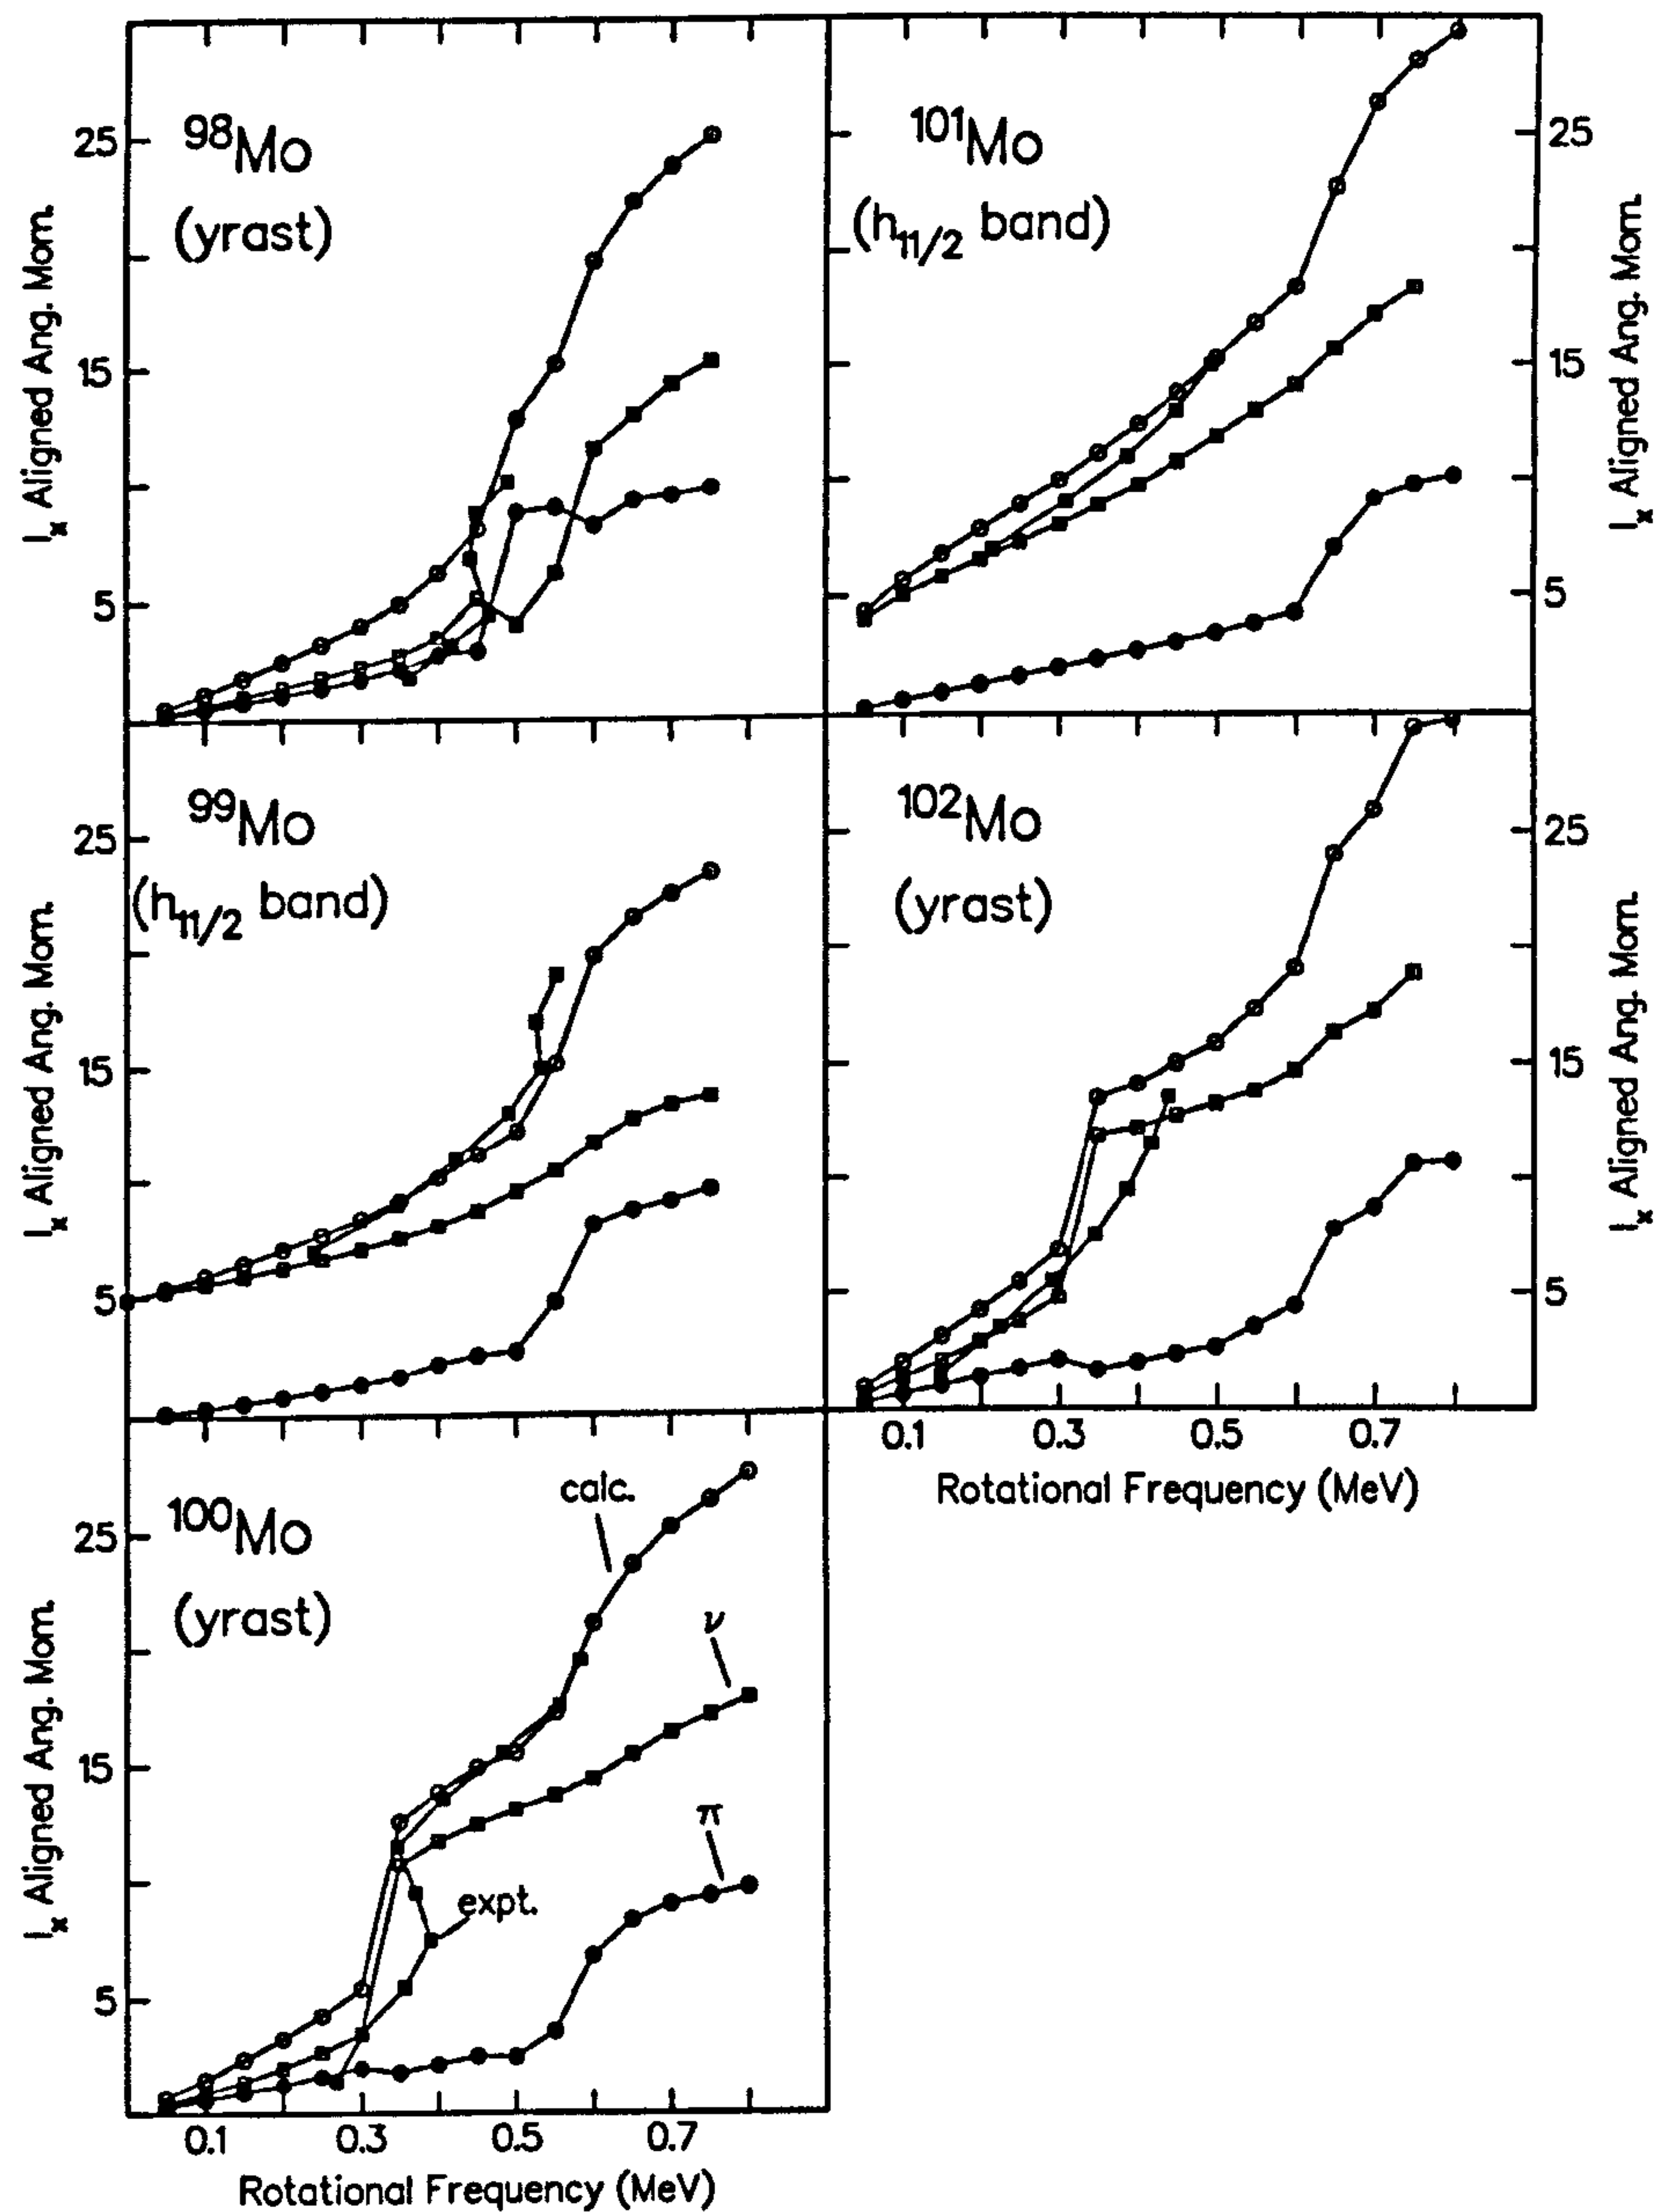 98Mo
(yrast)
25
15
5
Ix Aligned Ang. Mom.
101Mo
(h11/2 band)
25
15
5
Ix Aligned Ang. Mom.
99Mo
(h11/2 band)
25
15
5
Ix Aligned Ang. Mom.
102Mo
(yrast)
25
15
5
Ix Aligned Ang. Mom.
0.1 0.3 0.5 0.7
Rotational Frequency (MeV)
100Mo
(yrast)
calc.
ν
π
expt.
25
15
5
Ix Aligned Ang. Mom.
0.1 0.3 0.5 0.7
Rotational Frequency (MeV)